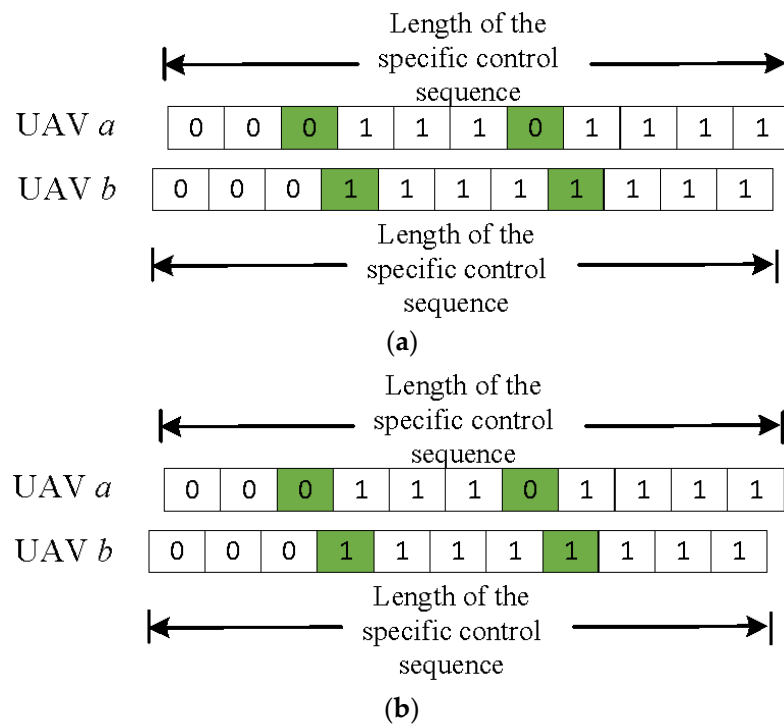 Length of the
specific control
sequence
UAV a 0 0 0 1 1 1 0 1 1 1 1
UAV b 0 0 0 1 1 1 1 1 1 1 1
Length of the
specific control
sequence
(a)
Length of the
specific control
sequence
UAV a 0 0 0 1 1 1 0 1 1 1 1
UAV b 0 0 0 1 1 1 1 1 1 1 1
Length of the
specific control
sequence
(b)